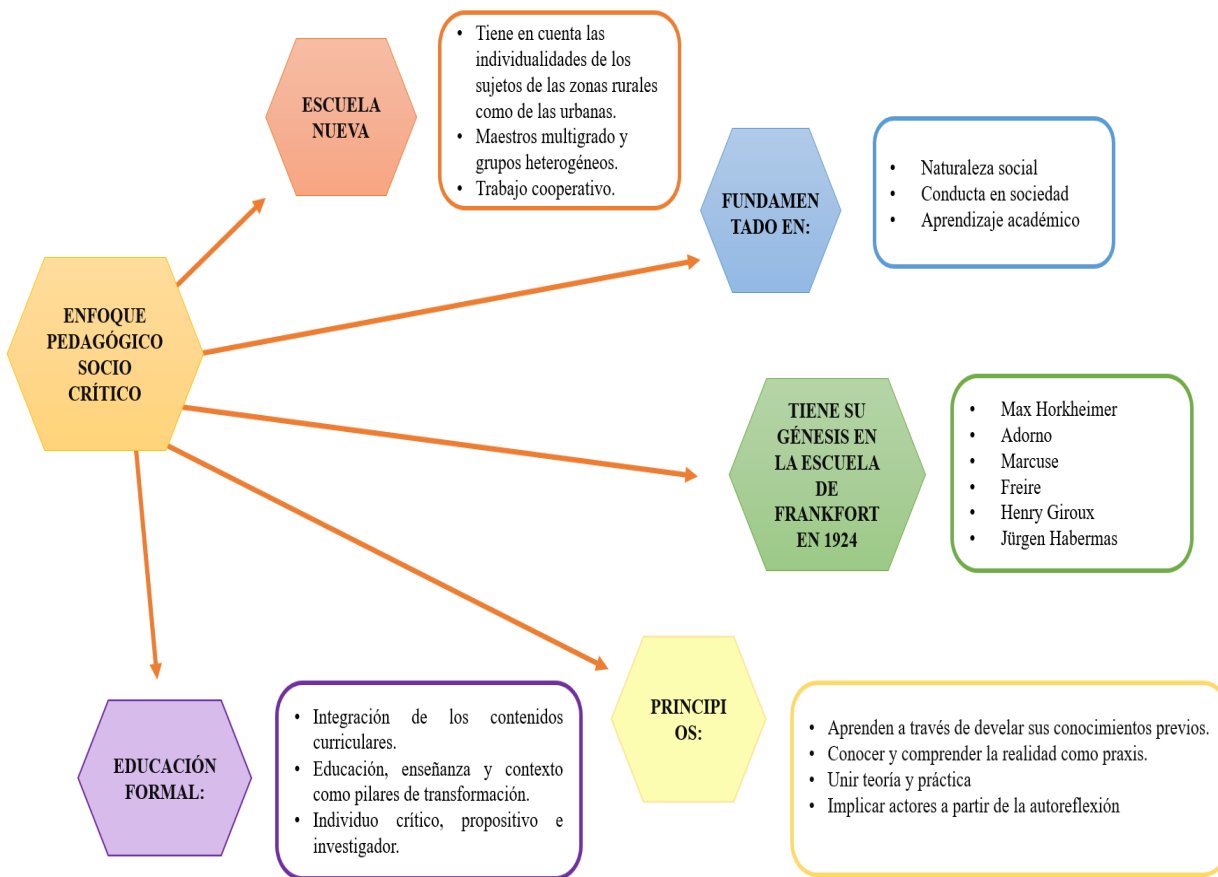 ENFOQUE
PEDAGÓGICO
SOCIO
CRÍTICO
ESCUELA
NUEVA
• Tiene en cuenta las
individualidades de los
sujetos de las zonas rurales
como de las urbanas.
• Maestros multigrado y
grupos heterogéneos.
• Trabajo cooperativo.
FUNDAMEN
TADO EN:
• Naturaleza social
• Conducta en sociedad
• Aprendizaje académico
TIENE SU
GÉNESIS EN
LA ESCUELA
DE
FRANKFORT
EN 1924
• Max Horkheimer
• Adorno
• Marcuse
• Freire
• Henry Giroux
• Jürgen Habermas
PRINCIPI
OS:
• Aprenden a través de develar sus conocimientos previos.
• Conocer y comprender la realidad como praxis.
• Unir teoría y práctica
• Implicar actores a partir de la autoreflexión
EDUCACIÓN
FORMAL:
• Integración de los contenidos
curriculares.
• Educación, enseñanza y contexto
como pilares de transformación.
• Individuo crítico, propositivo e
investigador.